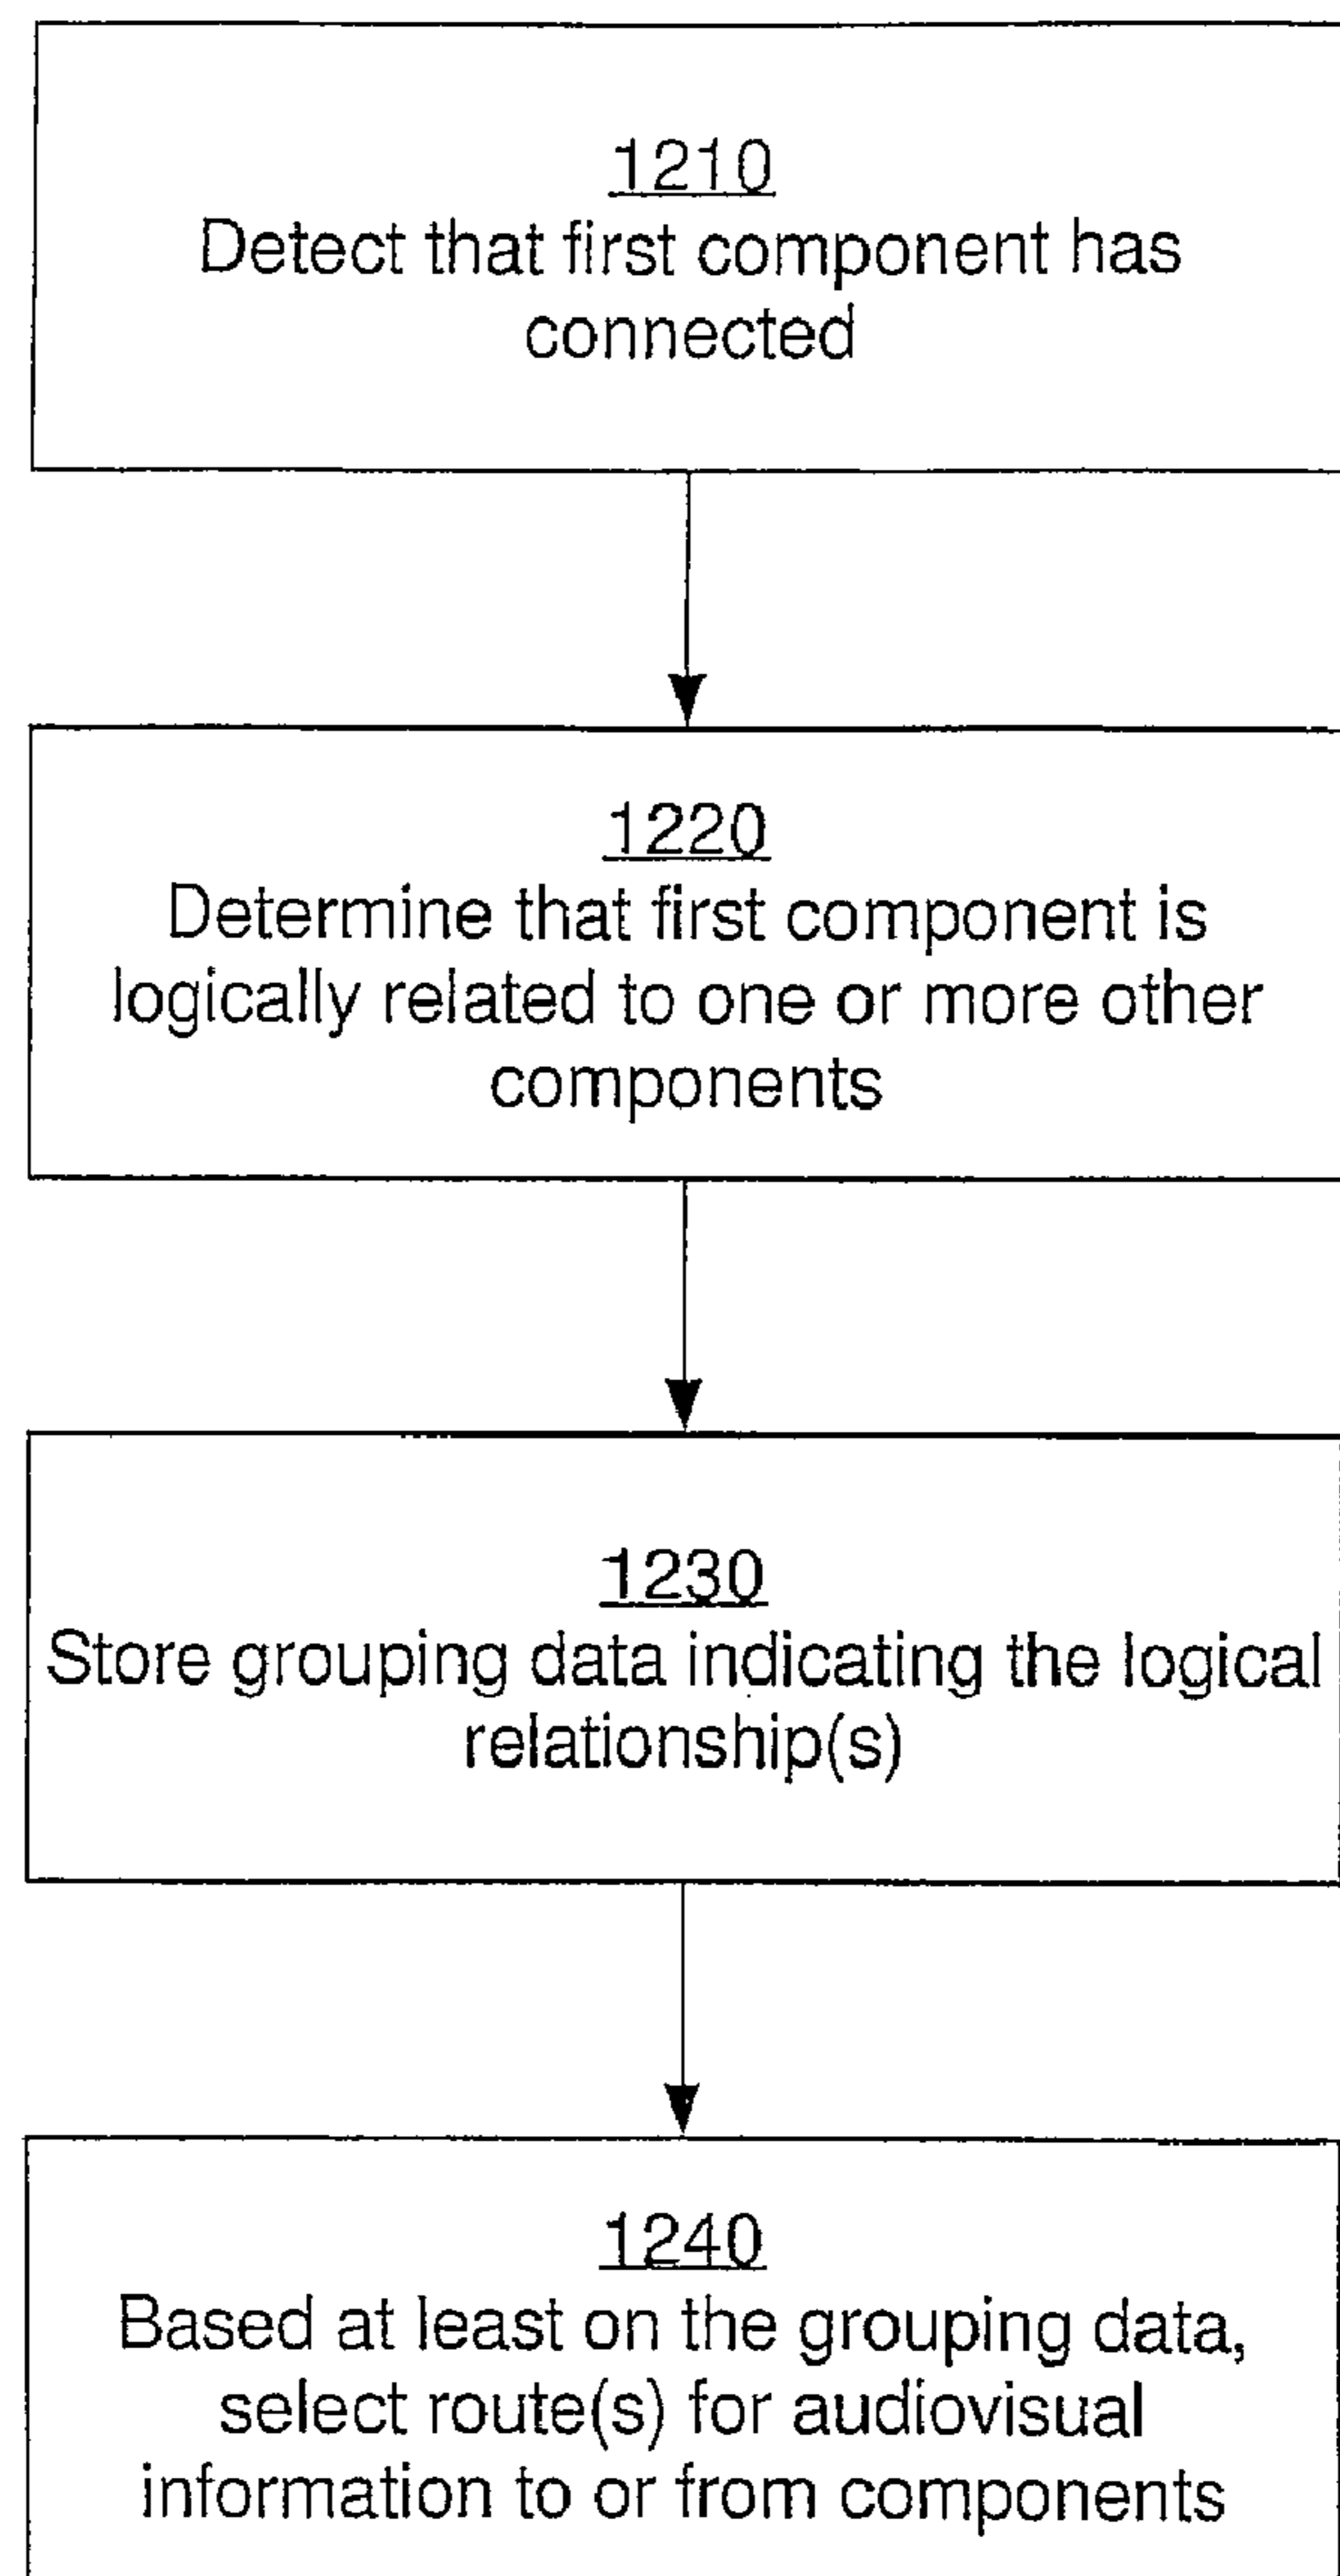 1210
Detect that first component has
connected
1220
Determine that first component is
logically related to one or more other
components
1230
Store grouping data indicating the logical
relationship(s)
1240
Based at least on the grouping data,
select route(s) for audiovisual
information to or from components